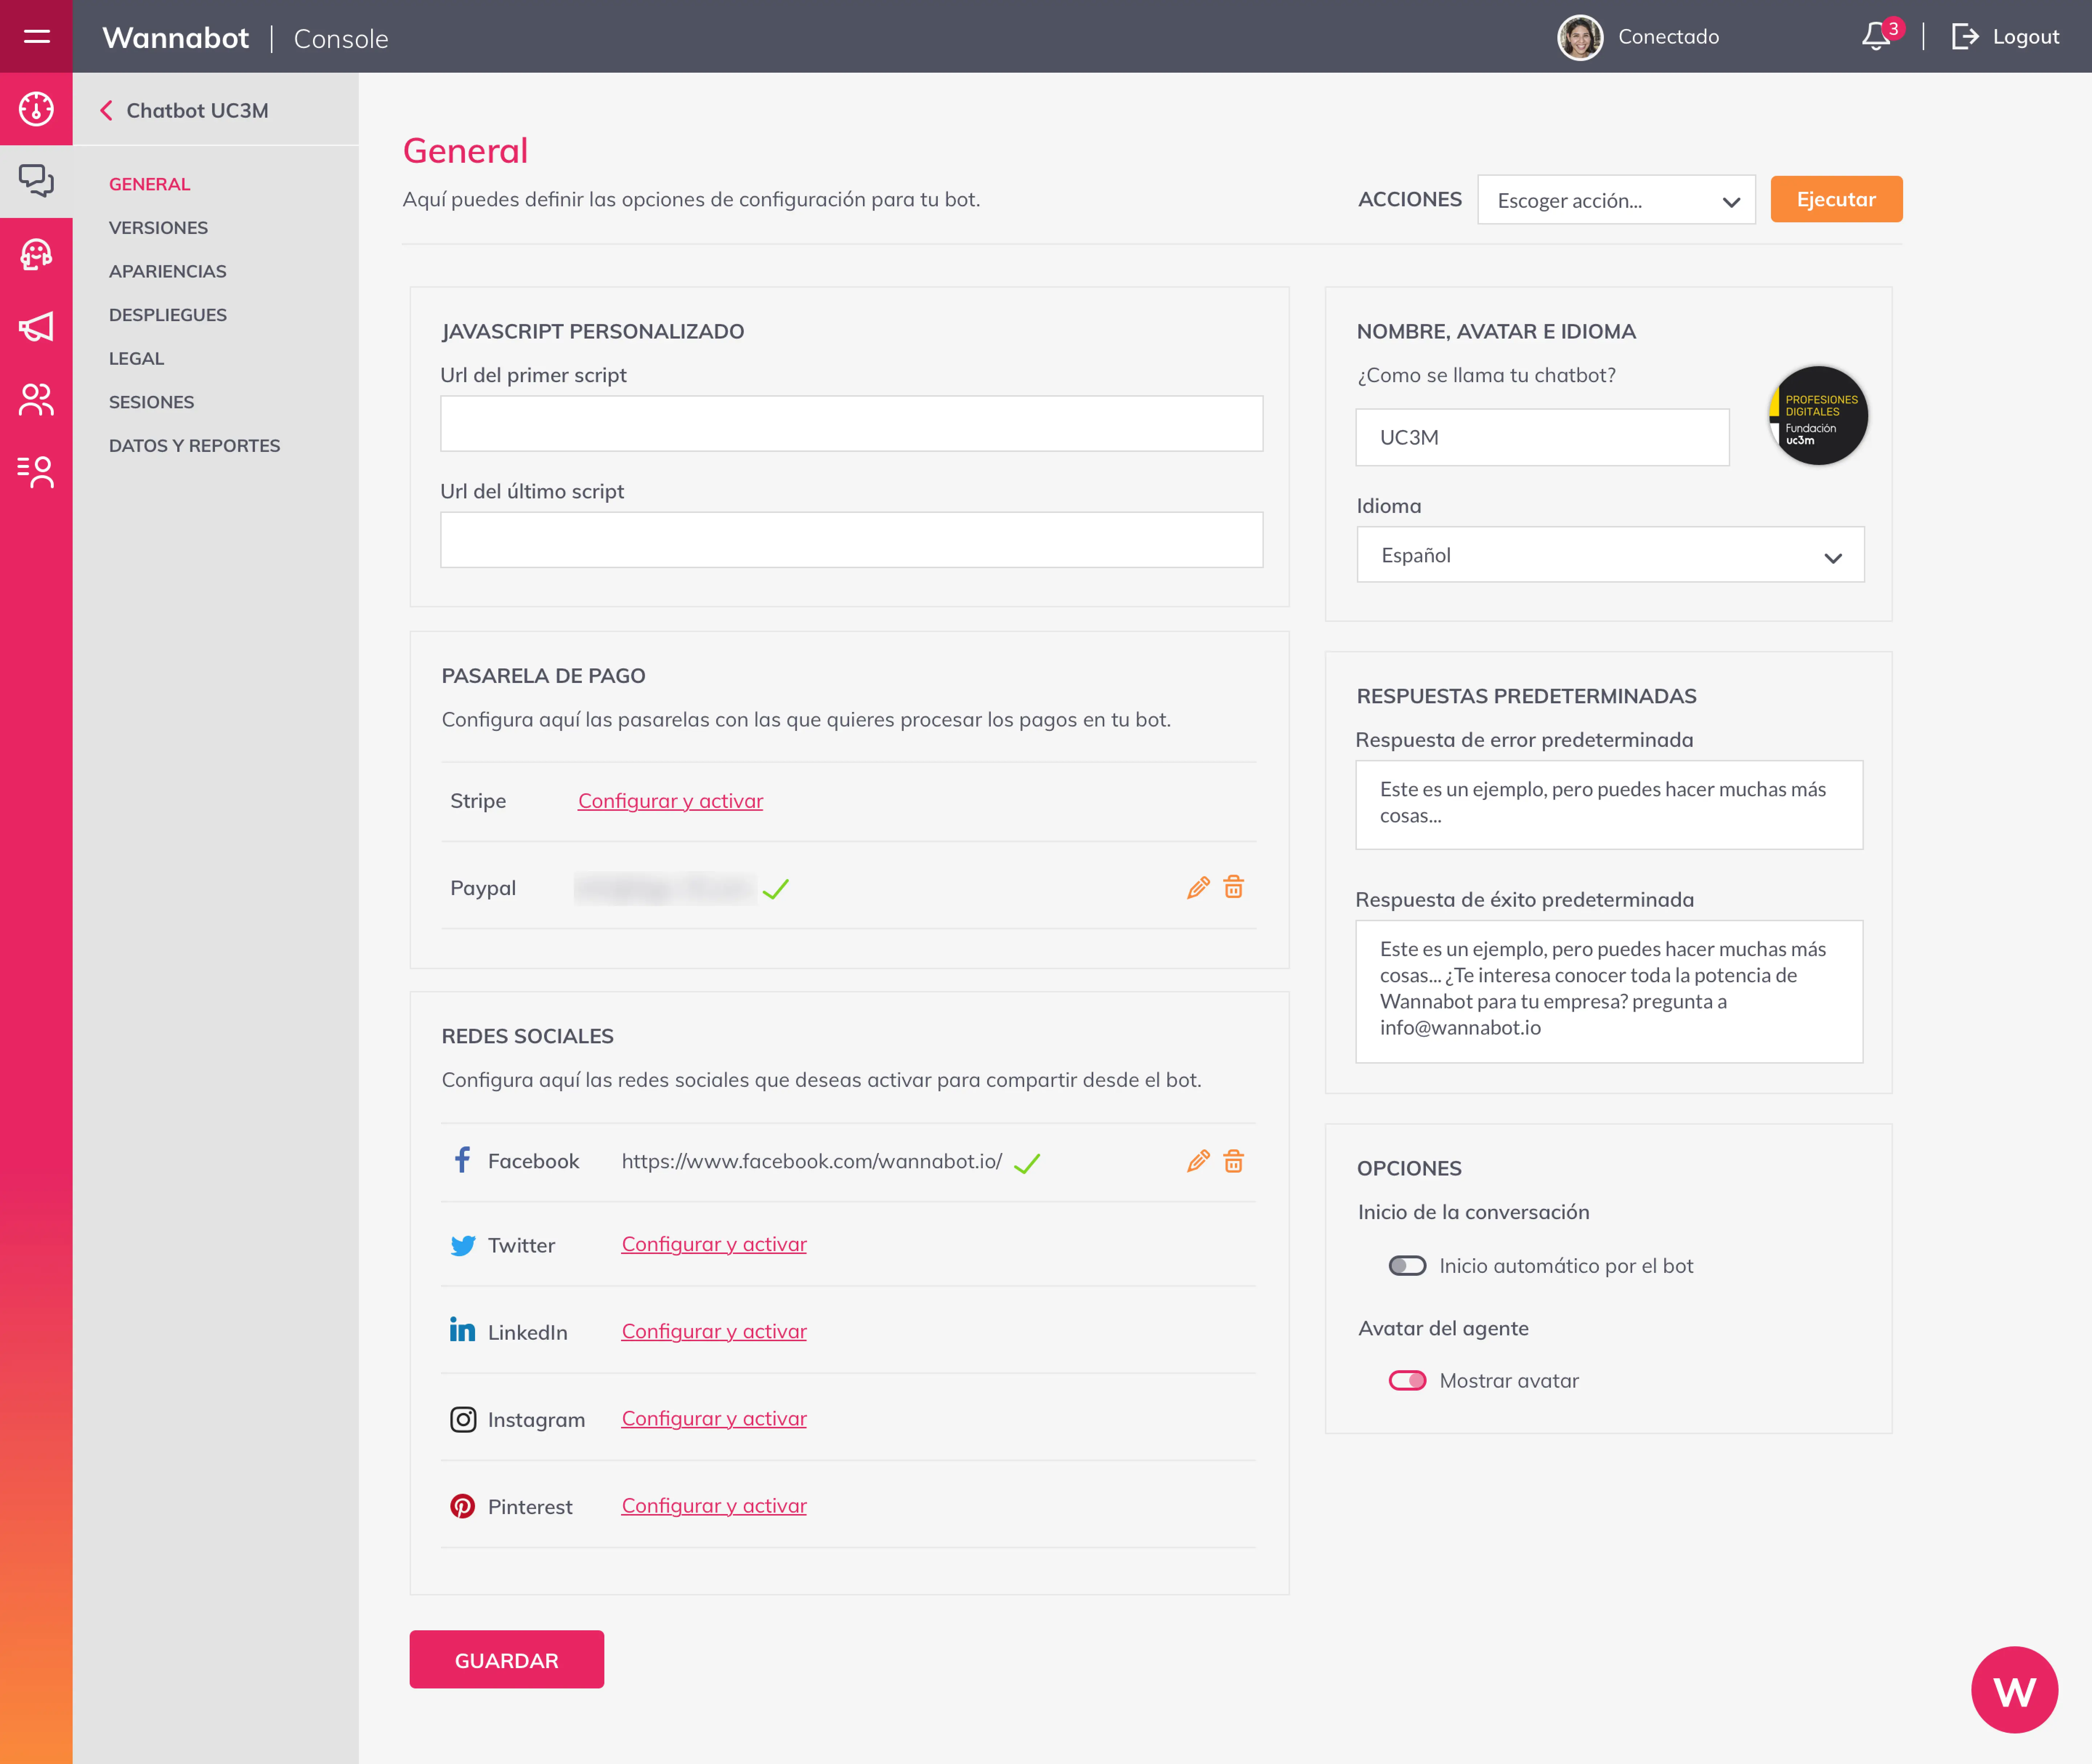 Wannabot | Console
Conectado
3
Logout
Chatbot UC3M
GENERAL
VERSIONES
APARIENCIAS
DESPLIEGUES
LEGAL
SESIONES
DATOS Y REPORTES
General
Aquí puedes definir las opciones de configuración para tu bot.
ACCIONES
Escoger acción...
Ejecutar
JAVASCRIPT PERSONALIZADO
Url del primer script
Url del último script
PASARELA DE PAGO
Configura aquí las pasarelas con las que quieres procesar los pagos en tu bot.
Stripe
Configurar y activar
Paypal
REDES SOCIALES
Configura aquí las redes sociales que deseas activar para compartir desde el bot.
Facebook
https://www.facebook.com/wannabot.io/
Twitter
Configurar y activar
LinkedIn
Configurar y activar
Instagram
Configurar y activar
Pinterest
Configurar y activar
GUARDAR
NOMBRE, AVATAR E IDIOMA
¿Como se llama tu chatbot?
UC3M
PROFESIONES
DIGITALES
Fundación
uc3m
Idioma
Español
RESPUESTAS PREDETERMINADAS
Respuesta de error predeterminada
Este es un ejemplo, pero puedes hacer muchas más
cosas...
Respuesta de éxito predeterminada
Este es un ejemplo, pero puedes hacer muchas más
cosas... ¿Te interesa conocer toda la potencia de
Wannabot para tu empresa? pregunta a
info@wannabot.io
OPCIONES
Inicio de la conversación
Inicio automático por el bot
Avatar del agente
Mostrar avatar
W